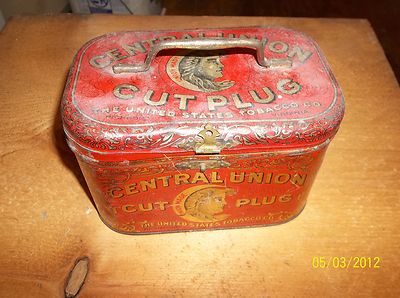 CENTRAL UNION
CUT PLUG
THE UNITED STATES TOBACCO CO.
CENTRAL UNION
CUT PLUG
THE UNITED STATES TOBACCO CO.
05/03/2012